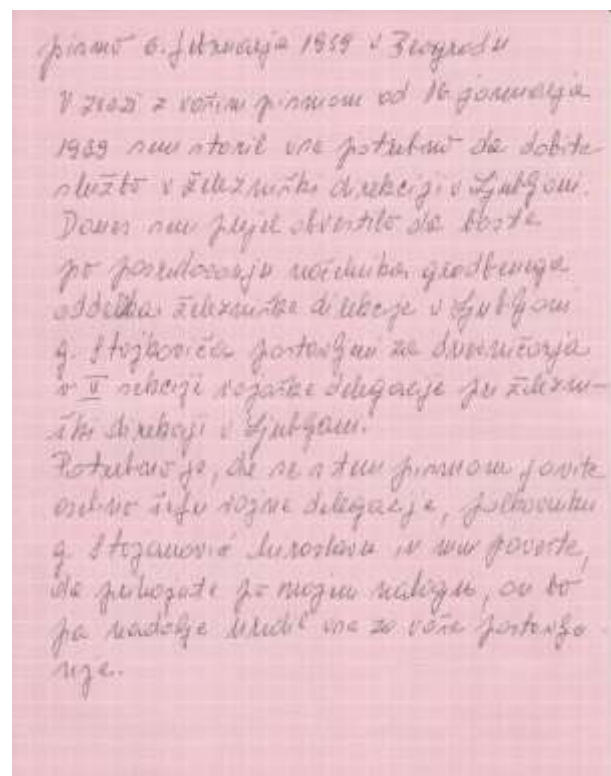 pismo 6. februarja 1939 v Beogradu
V zvezi z vašim pismom od 16 januarja
1939 sem storil vse potrebno da dobite
službo v železniški direkciji v Ljubljani.
Danes sem prejel obvestilo da boste
po posredovanju načelnika gradbenega
oddelka železniške direkcije v Ljubljani
g. Stojkoviča postavljeni za dnevničarja
v V sekciji vojaške delegacije pri železni-
ški direkciji v Ljubljani.
Potrebno je, da se s tem pismom javite
osebno šefu vojne delegacije, polkovniku
g. Stojanović Miroslavu in mu poveste,
da prihajate po mojem nalogu, on bo
pa nadalje uredil vse za vaše postavlja-
nje.